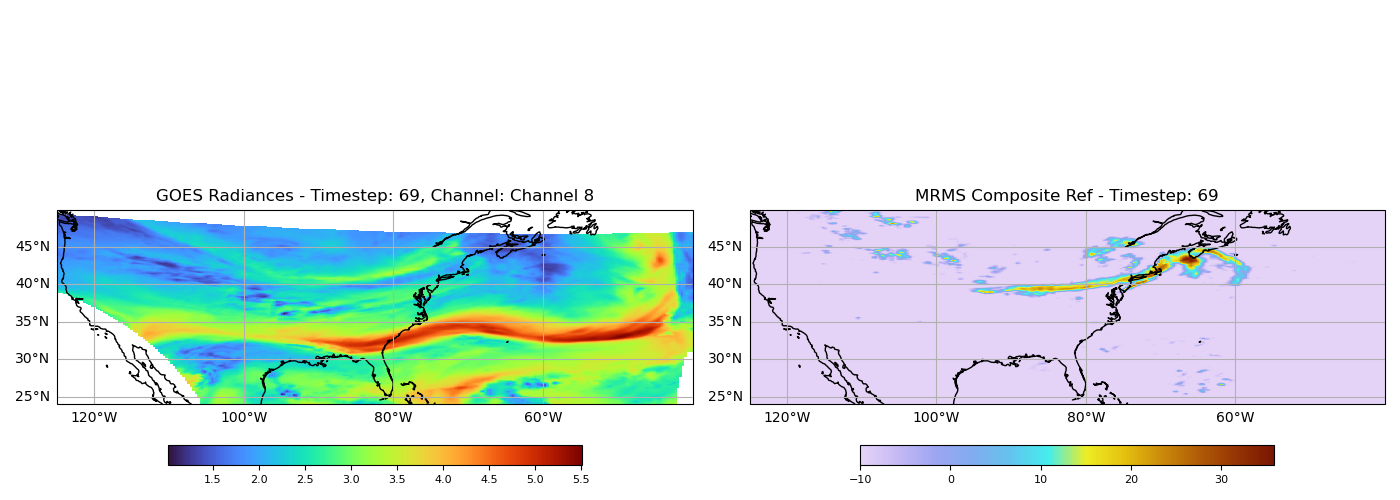 GOES Radiances - Timestep: 69, Channel: Channel 8
45°N
40°N
35°N
30°N
25°N
120°W 100°W 80°W 60°W
1.5 2.0 2.5 3.0 3.5 4.0 4.5 5.0 5.5
MRMS Composite Ref - Timestep: 69
45°N
40°N
35°N
30°N
25°N
120°W 100°W 80°W 60°W
−10 0 10 20 30